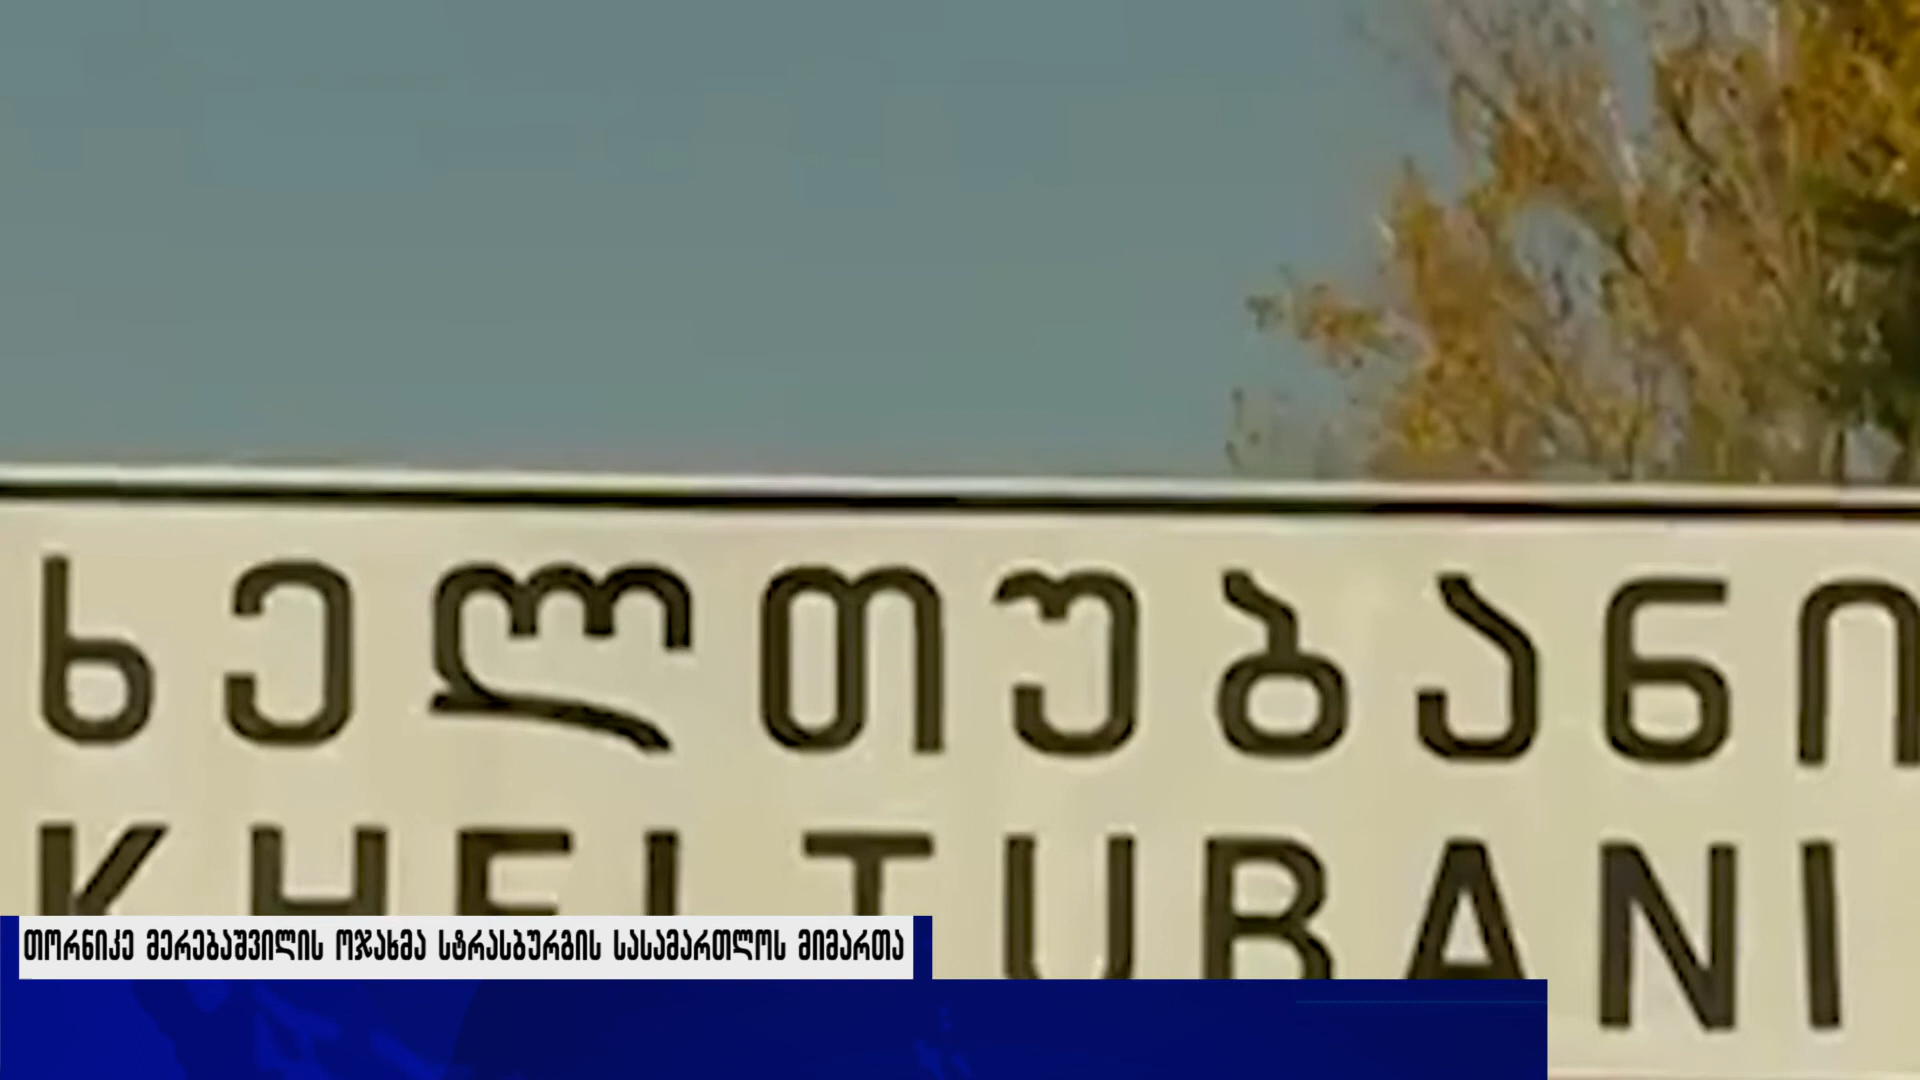 ხელთუბანი
KHELTUBANI
თორნიკე მერებაშვილის ოჯახმა სტრასბურგის სასამართლოს მიმართა